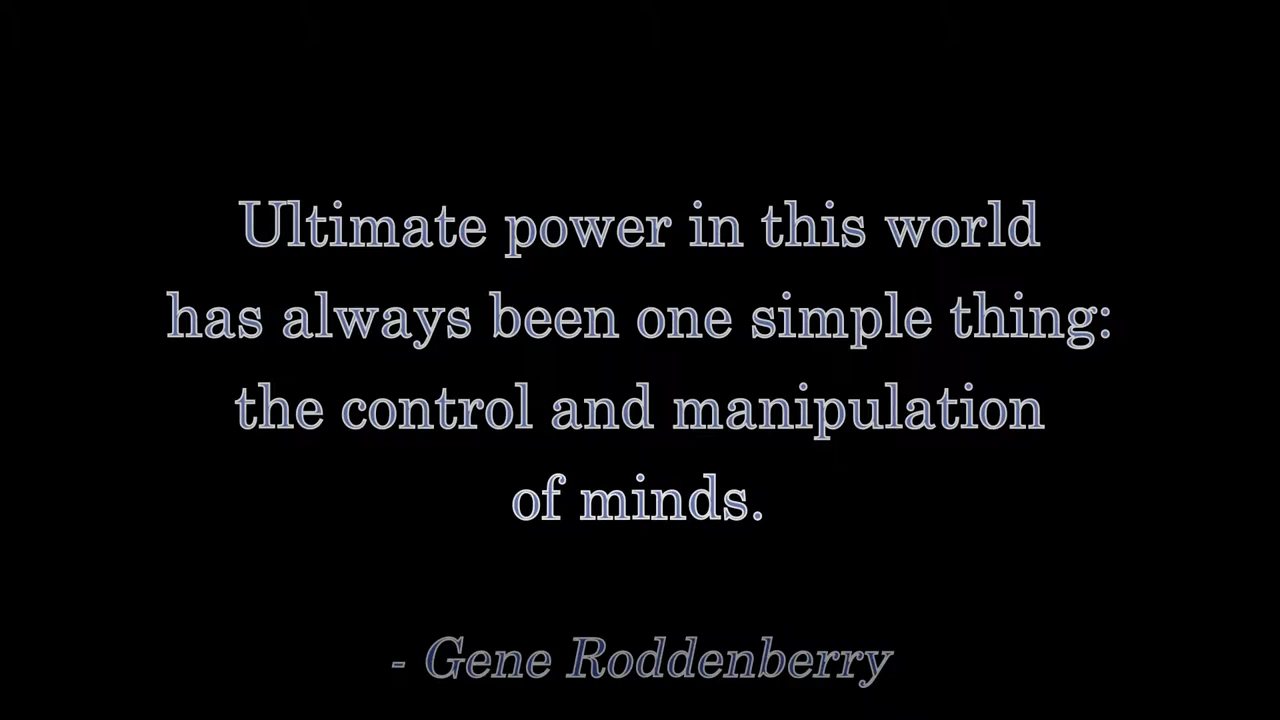 Ultimate power in this world
has always been one simple thing:
the control and manipulation
of minds.
- Gene Roddenberry